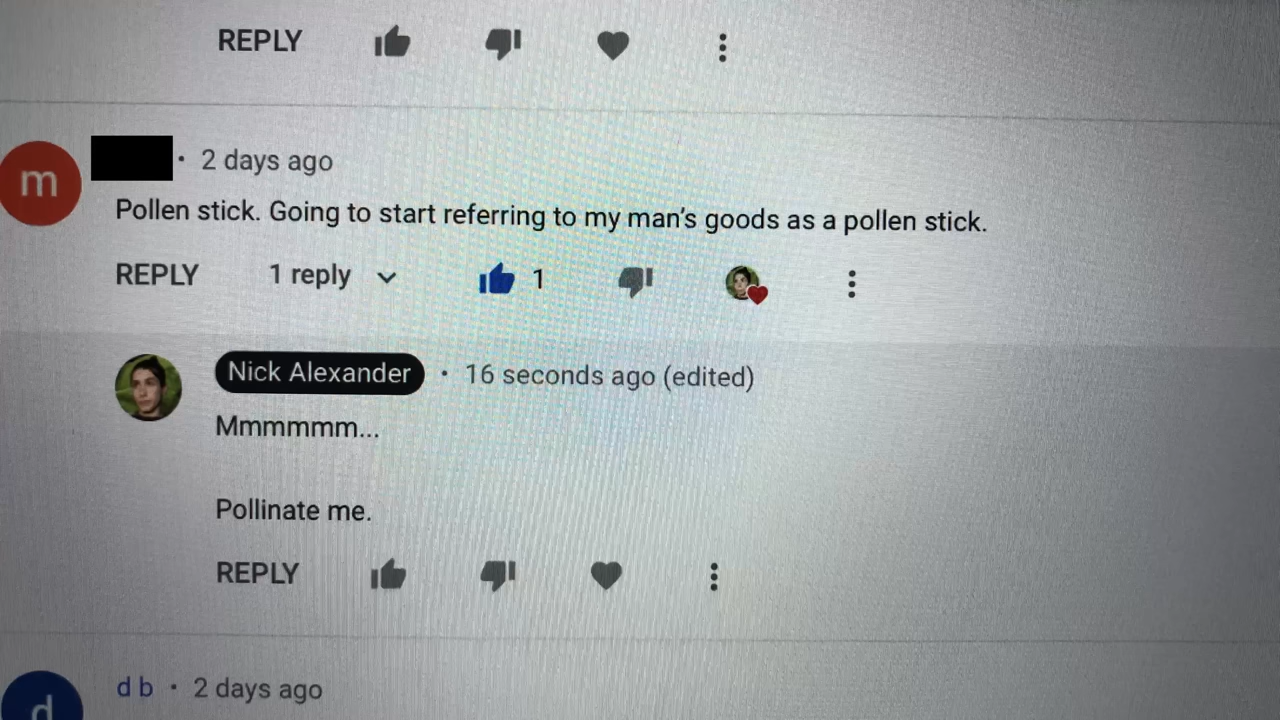 REPLY
m
• 2 days ago
Pollen stick. Going to start referring to my man's goods as a pollen stick.
REPLY 1 reply 1
Nick Alexander • 16 seconds ago (edited)
Mmmmmm...
Pollinate me.
REPLY
d
d b • 2 days ago